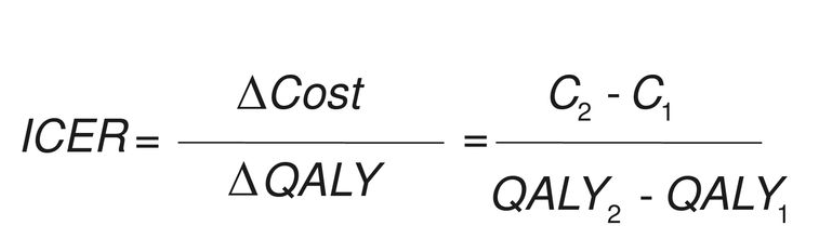 ICER = ΔCost / ΔQALY = C₂ - C₁ / QALY₂ - QALY₁